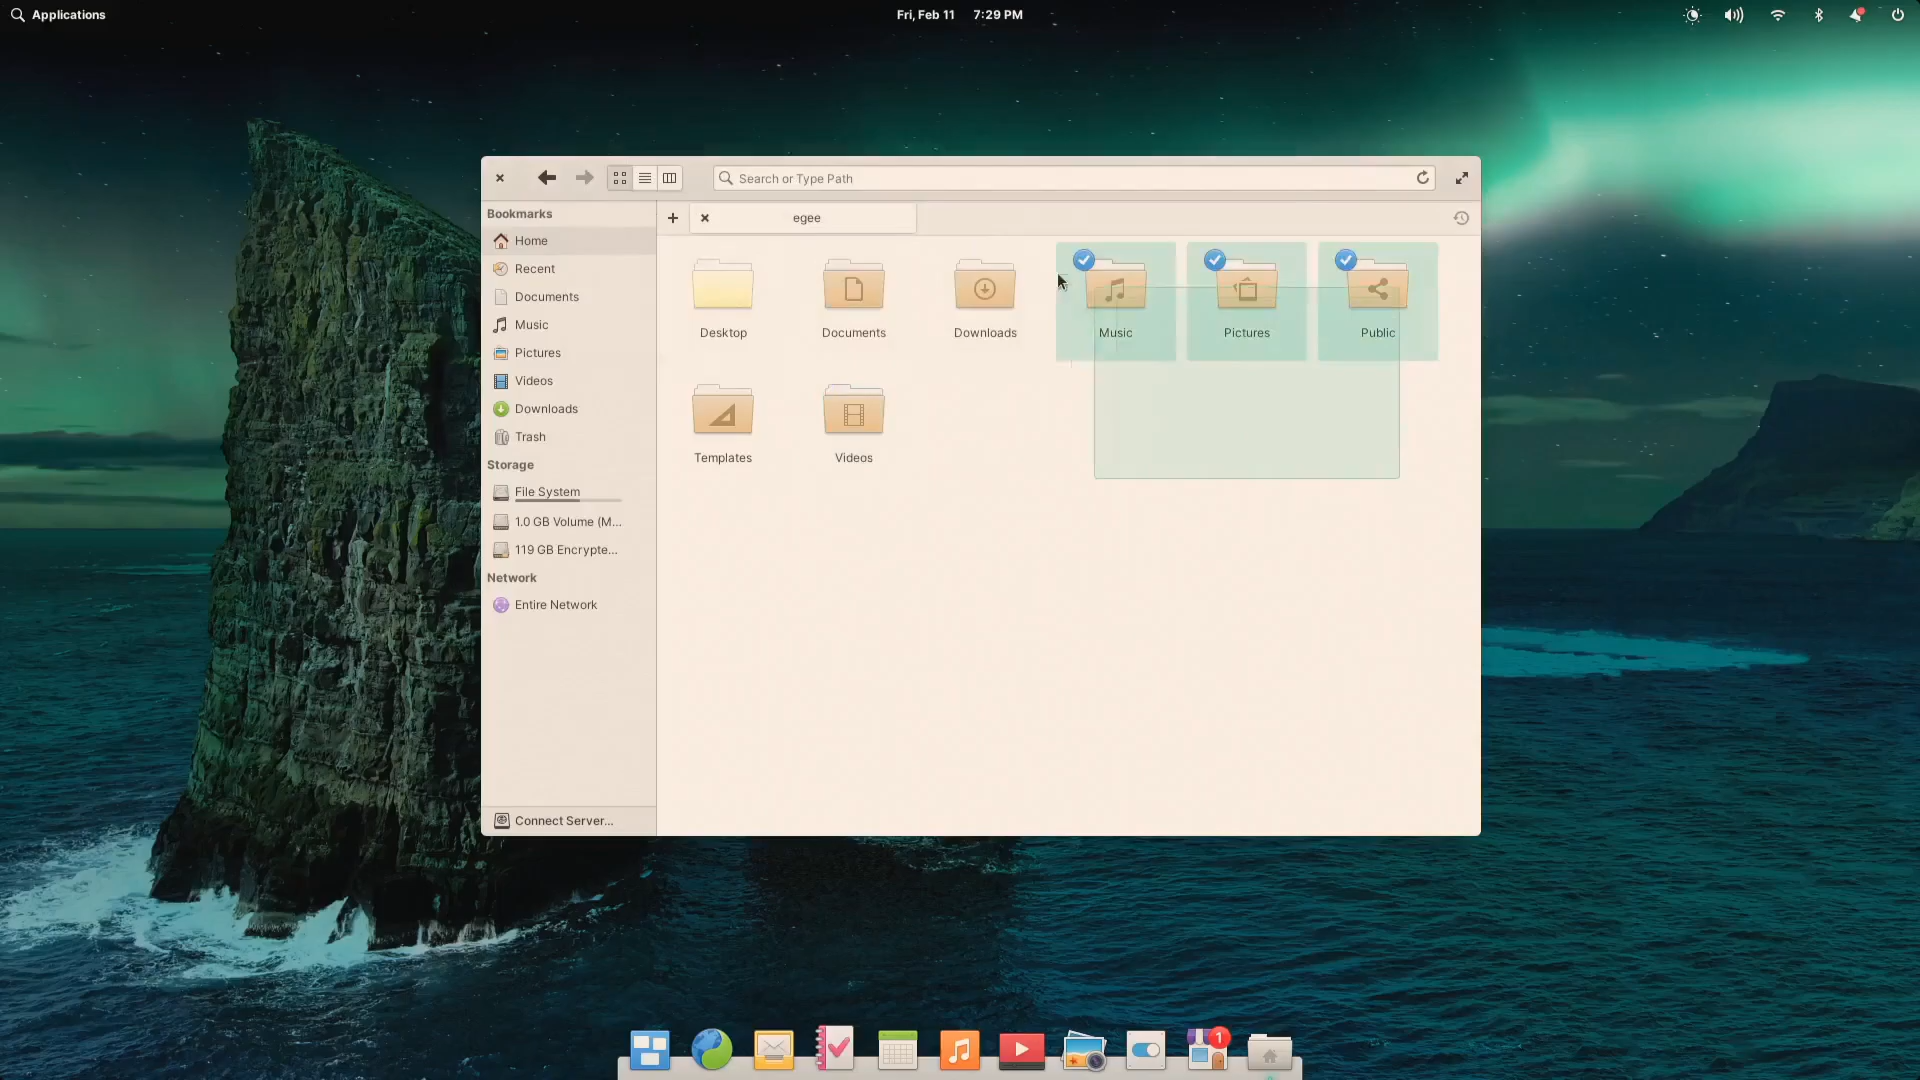 Applications
Fri, Feb 11 7:29 PM
Search or Type Path
Bookmarks
Home
Recent
Documents
Music
Pictures
Videos
Downloads
Trash
Storage
File System
1.0 GB Volume (M...
119 GB Encrypte...
Network
Entire Network
Connect Server...
egee
Desktop
Documents
Downloads
Music
Pictures
Public
Templates
Videos
1